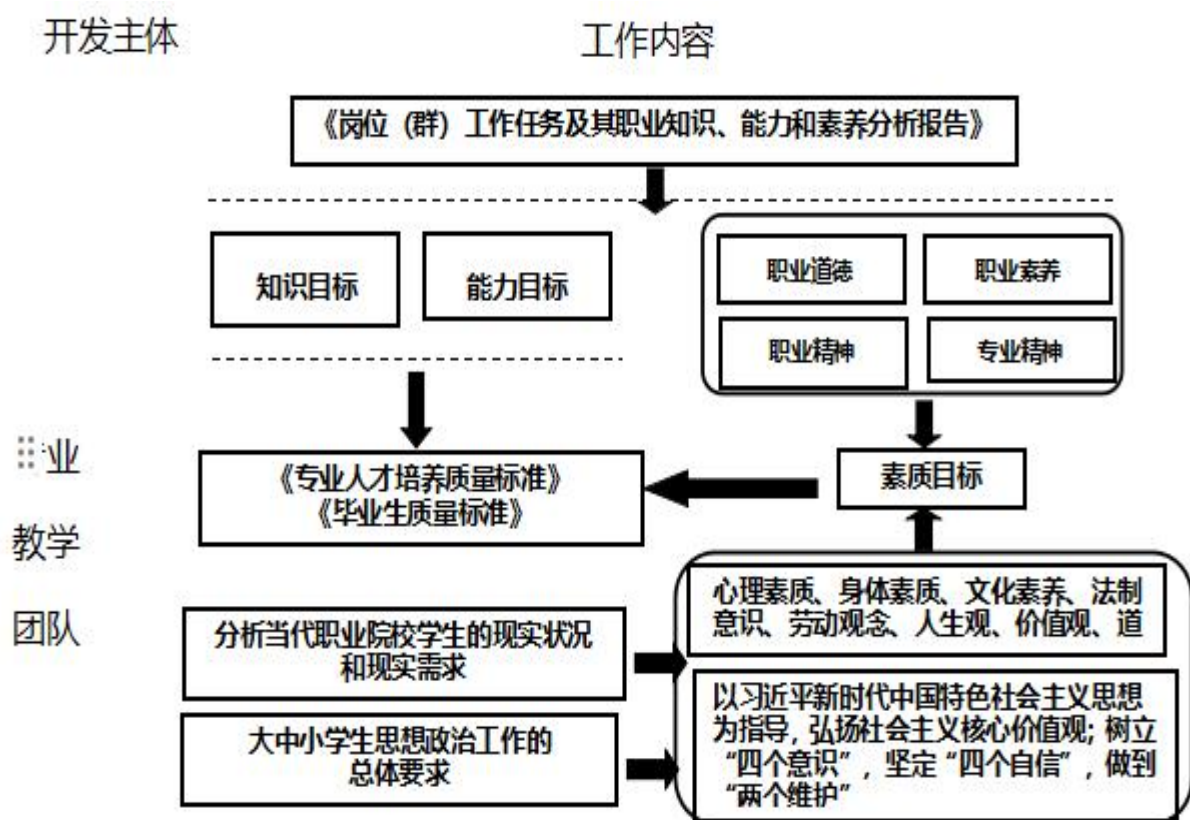 开发主体
工作内容
《岗位（群）工作任务及其职业知识、能力和素养分析报告》
知识目标
能力目标
职业道德
职业素养
职业精神
专业精神
业
教学
团队
《专业人才培养质量标准》
《毕业生质量标准》
素质目标
分析当代职业院校学生的现实状况
和现实需求
心理素质、身体素质、文化素养、法制
意识、劳动观念、人生观、价值观、道
大中小学生思想政治工作的
总体要求
以习近平新时代中国特色社会主义思想
为指导，弘扬社会主义核心价值观；树立
“四个意识”，坚定“四个自信”，做到
“两个维护”